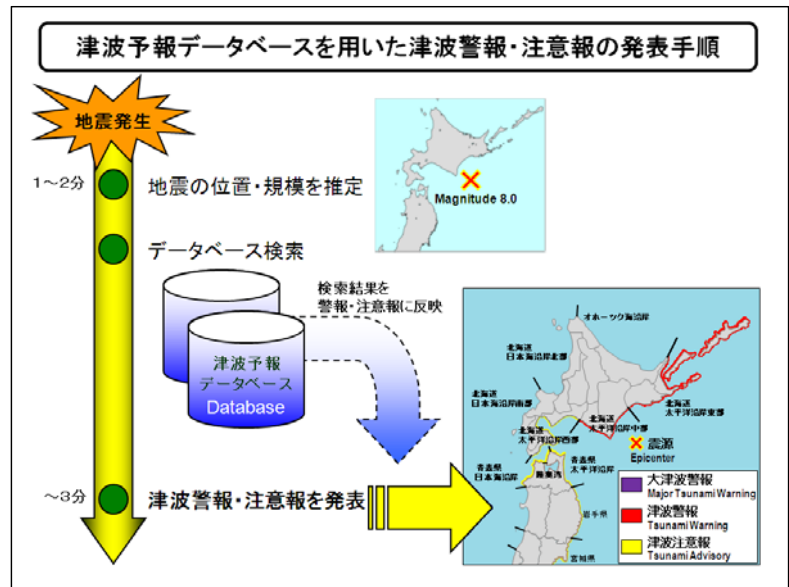 津波予報データベースを用いた津波警報・注意報の発表手順
地震発生
1～2分
地震の位置・規模を推定
Magnitude 8.0
データベース検索
検索結果を
警報・注意報に反映
津波予報
データベース
Database
～3分
津波警報・注意報を発表
オホーツク海沿岸
北海道
日本海沿岸北部
北海道
日本海沿岸南部
北海道
太平洋沿岸東部
北海道
太平洋沿岸中部
北海道
太平洋沿岸西部
震源
Epicenter
青森県
日本海沿岸
青森県
太平洋沿岸
陸奥湾
岩手県
宮城県
大津波警報
Major Tsunami Warning
津波警報
Tsunami Warning
津波注意報
Tsunami Advisory